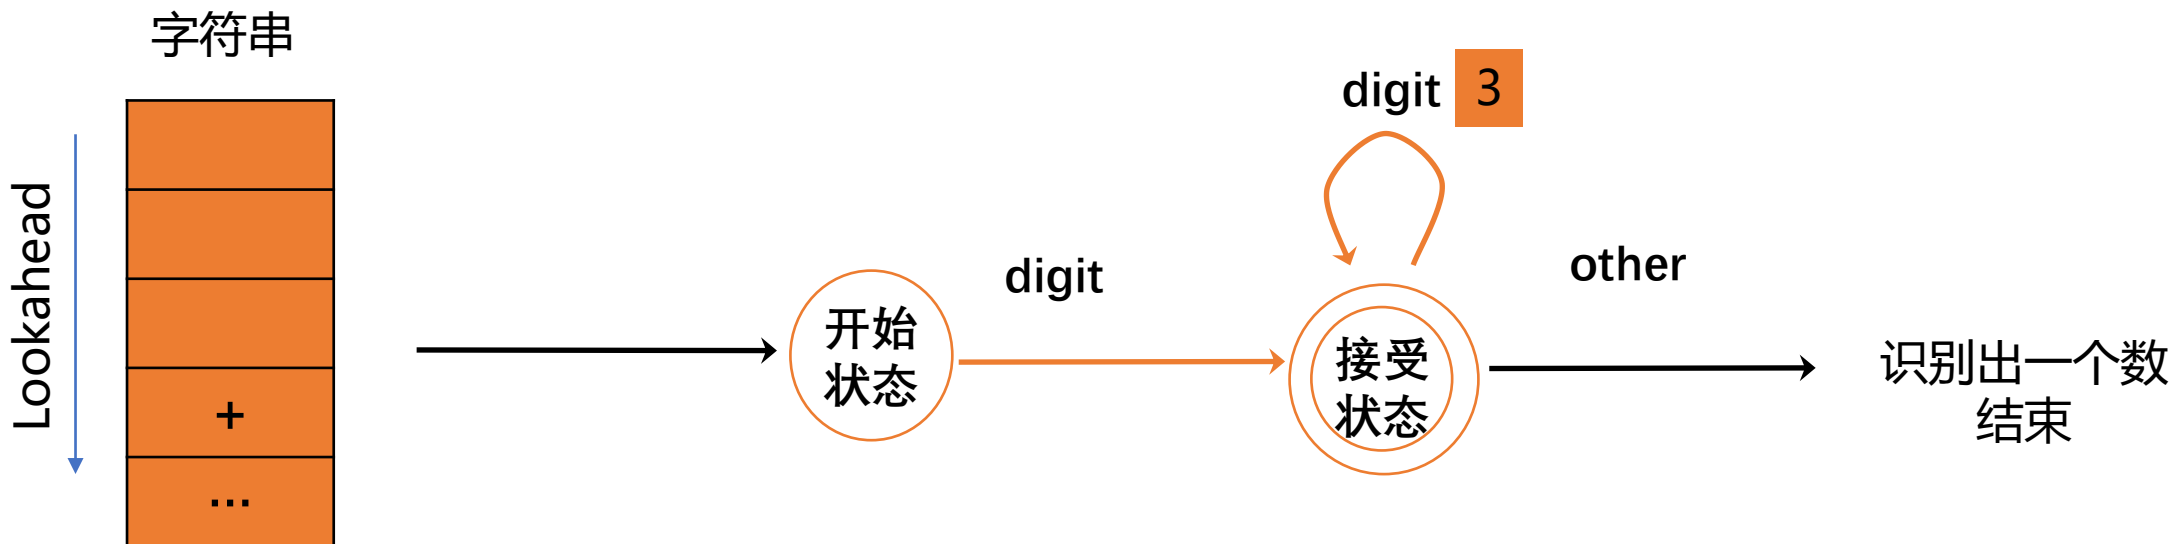 字符串
Lookahead
+
...
开始
状态
digit
digit 3
接受
状态
other
识别出一个数
结束